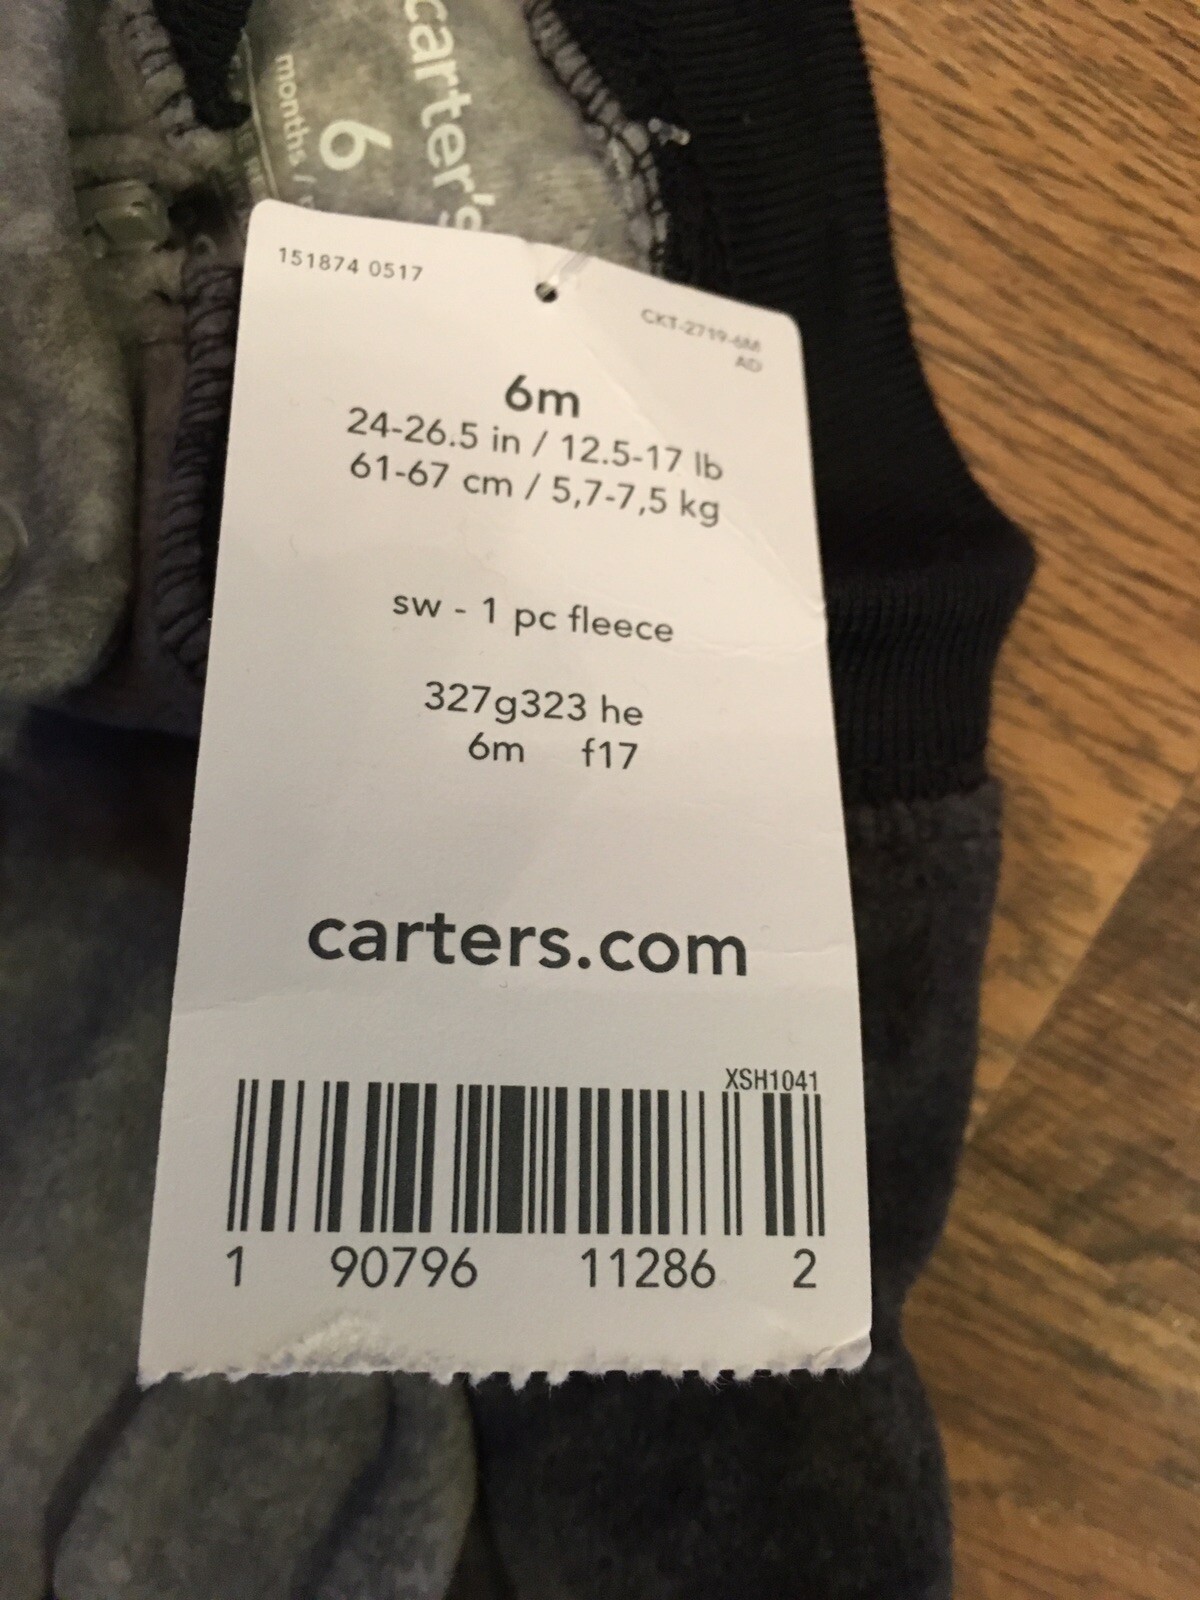 carter's
6
months /
151874 0517
CKT-2719-6M
AD
6m
24-26.5 in / 12.5-17 lb
61-67 cm / 5,7-7,5 kg
sw - 1 pc fleece
327g323 he
6m f17
carters.com
XSH1041
1 90796 11286 2